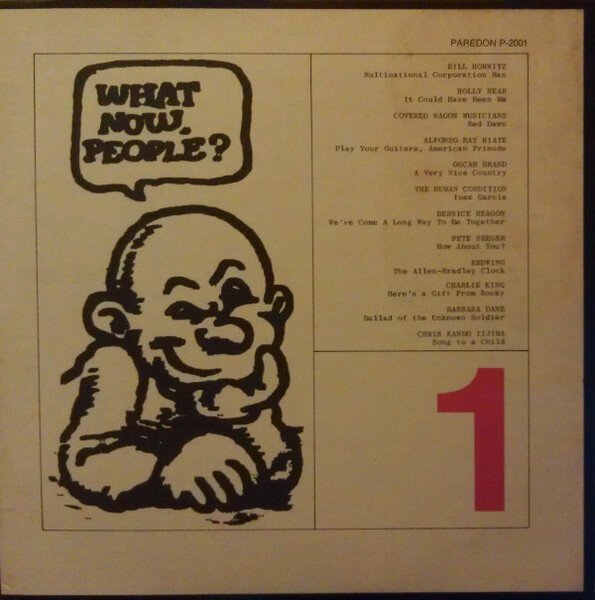 PAREDON P-2001
WHAT
NOW,
PEOPLE?
BILL HORWITZ
Multinational Corporation Man
HOLLY NEAR
It Could Have Been Me
COVERED WAGON MUSICIANS
Red Dawn
ALFONSO RAY RIATE
Play Your Guitars, American Friends
OSCAR BRAND
A Very Nice Country
THE HUMAN CONDITION
Inez Garcia
BERNICE REAGON
We've Come A Long Way To Be Together
PETE SEEGER
How About You?
REDWING
The Allen-Bradley Clock
CHARLIE KING
Here's a Gift From Rocky
BARBARA DANE
Ballad of the Unknown Soldier
CHRIS KANDO IIJIMA
Song to a Child
1